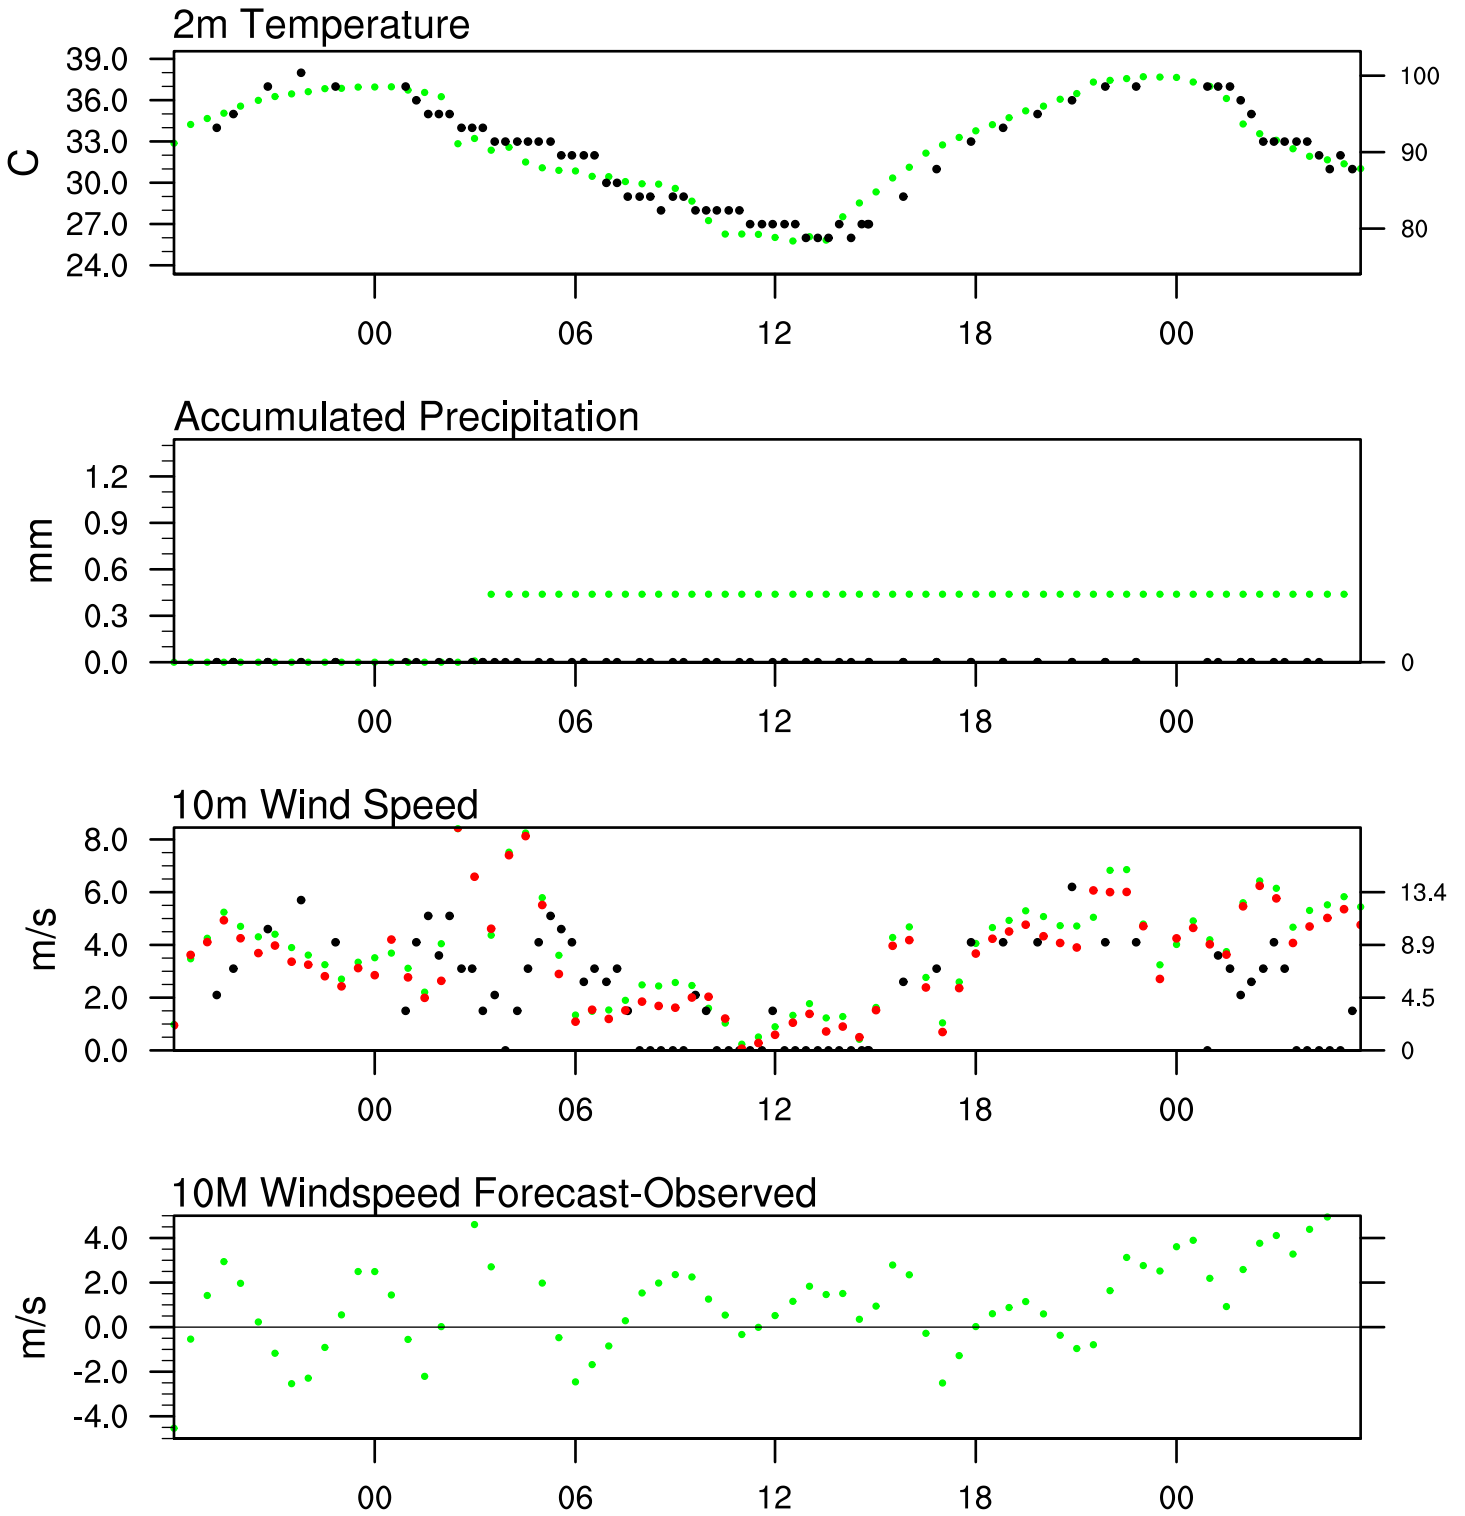 2m Temperature
39.0
36.0
33.0
30.0
27.0
24.0
C
100
90
80
00 06 12 18 00
Accumulated Precipitation
1.2
0.9
0.6
0.3
0.0
mm
0
00 06 12 18 00
10m Wind Speed
8.0
6.0
4.0
2.0
0.0
m/s
13.4
8.9
4.5
0
00 06 12 18 00
10M Windspeed Forecast-Observed
4.0
2.0
0.0
-2.0
-4.0
m/s
00 06 12 18 00